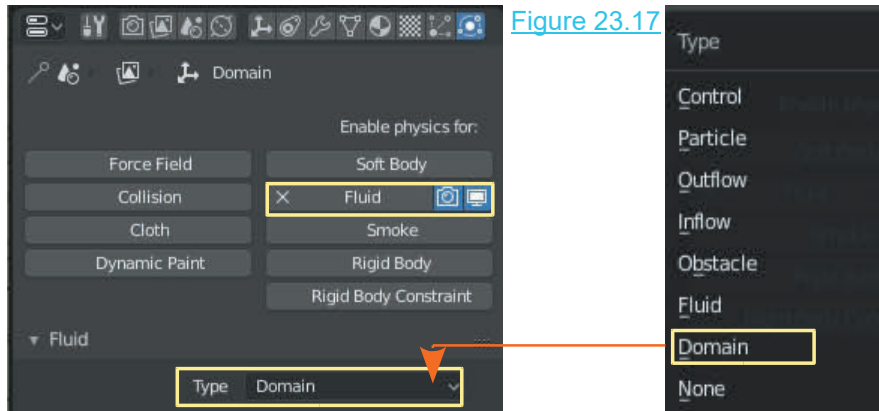 Figure 23.17
Domain
Enable physics for:
Force Field
Soft Body
Collision
Fluid
Cloth
Smoke
Dynamic Paint
Rigid Body
Rigid Body Constraint
Fluid
Type Domain
Type
Control
Particle
Outflow
Inflow
Obstacle
Fluid
Domain
None